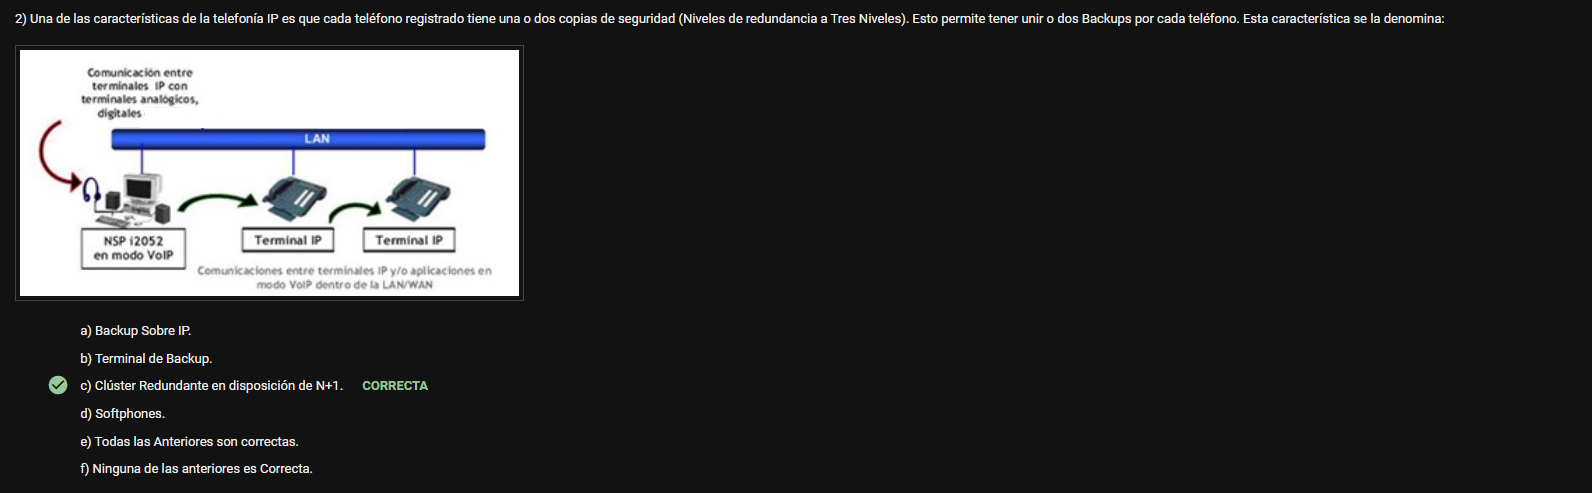 2) Una de las características de la telefonía IP es que cada teléfono registrado tiene una o dos copias de seguridad (Niveles de redundancia a Tres Niveles). Esto permite tener unir o dos Backups por cada teléfono. Esta característica se la denomina:
Comunicación entre
terminales IP con
terminales analógicos,
digitales
LAN
NSP i2052
en modo VoIP
Terminal IP
Terminal IP
Comunicaciones entre terminales IP y/o aplicaciones en
modo VoIP dentro de la LAN/WAN
a) Backup Sobre IP.
b) Terminal de Backup.
c) Clúster Redundante en disposición de N+1. CORRECTA
d) Softphones.
e) Todas las Anteriores son correctas.
f) Ninguna de las anteriores es Correcta.